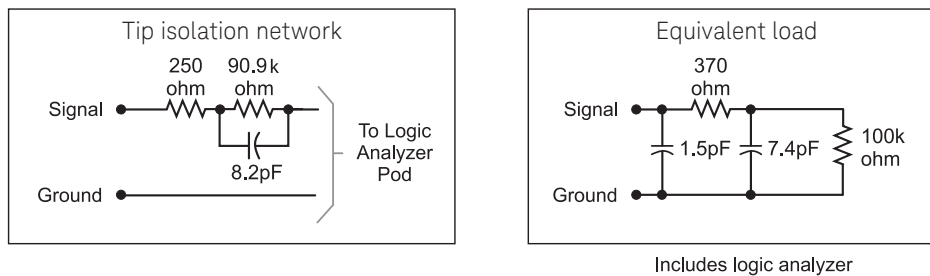 Tip isolation network
250
ohm
90.9k
ohm
Signal
8.2pF
To Logic
Analyzer
Pod
Ground
Equivalent load
370
ohm
Signal
1.5pF
7.4pF
100k
ohm
Ground
Includes logic analyzer